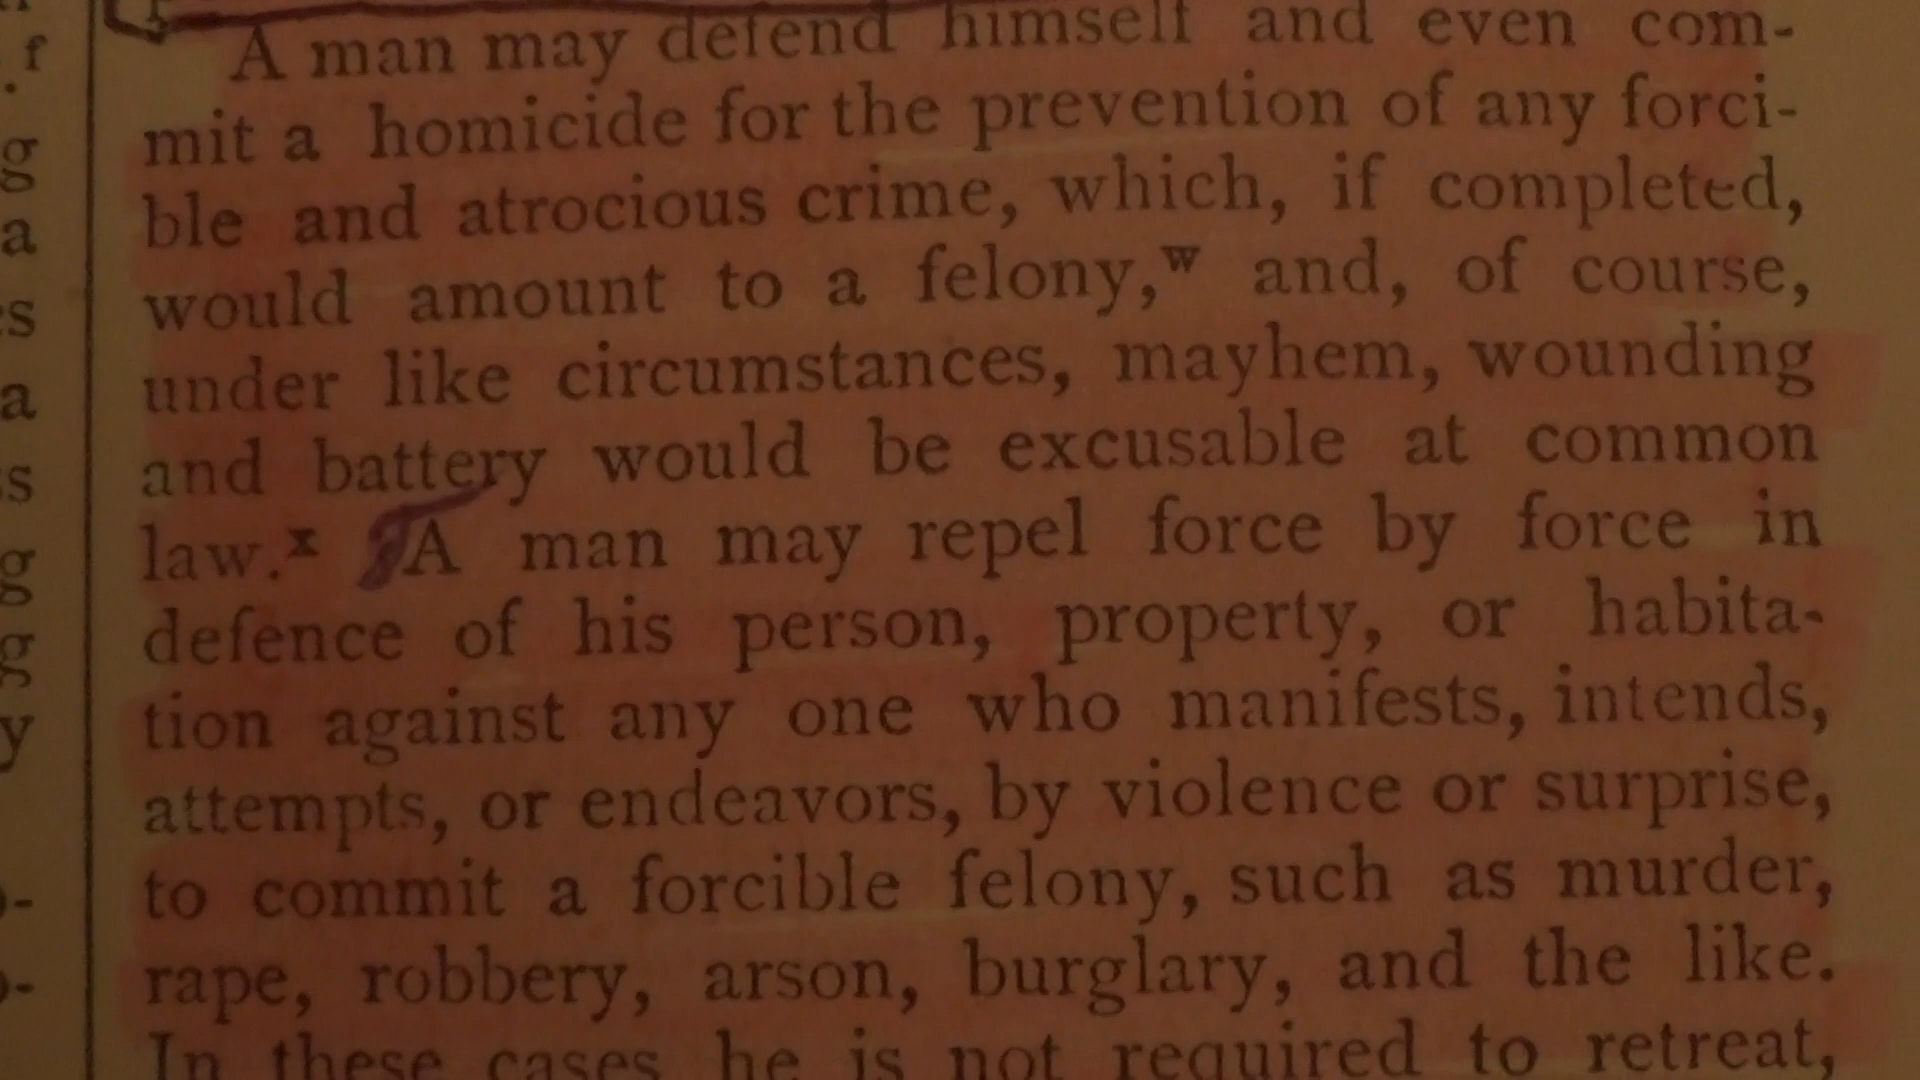 A man may defend himself and even com-
mit a homicide for the prevention of any forci-
ble and atrocious crime, which, if completed,
would amount to a felony,ʷ and, of course,
under like circumstances, mayhem, wounding
and battery would be excusable at common
law.ˣ A man may repel force by force in
defence of his person, property, or habita-
tion against any one who manifests, intends,
attempts, or endeavors, by violence or surprise,
to commit a forcible felony, such as murder,
rape, robbery, arson, burglary, and the like.
In these cases he is not required to retreat,